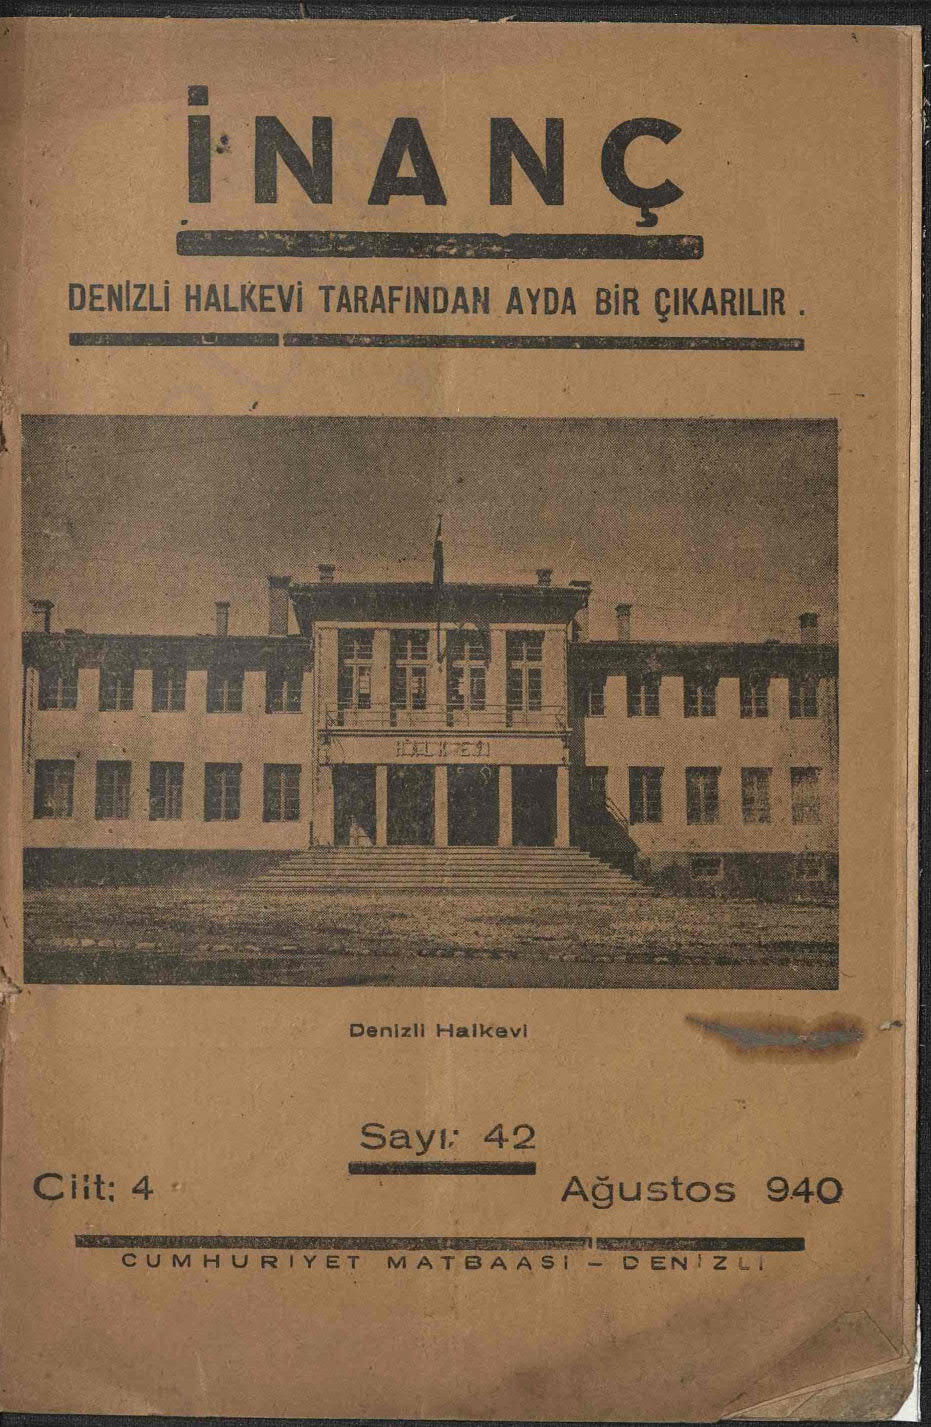 İNANÇ
DENİZLİ HALKEVİ TARAFINDAN AYDA BİR ÇIKARILIR .
HALKEVİ
Denizli Halkevi
Sayı: 42
Cilt: 4
Ağustos 940
CUMHURİYET MATBAASI – DENİZLİ